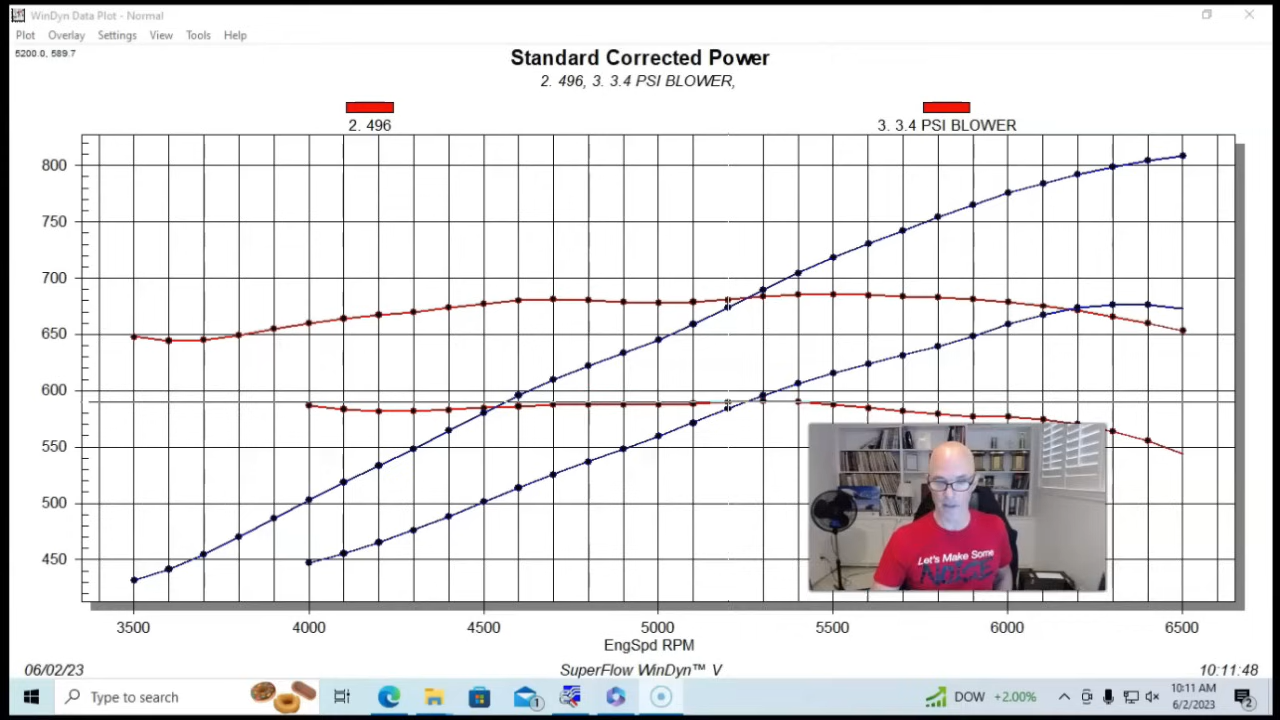 WinDyn Data Plot - Normal
Plot Overlay Settings View Tools Help
5200.0, 589.7
Standard Corrected Power
2. 496, 3. 3.4 PSI BLOWER,
2. 496
3. 3.4 PSI BLOWER
800
750
700
650
600
550
500
450
3500 4000 4500 5000 5500 6000 6500
EngSpd RPM
Let's Make Some
NOISE
06/02/23
SuperFlow WinDyn™ V
10:11:48
Type to search
1
DOW +2.00%
10:11 AM
6/2/2023
2